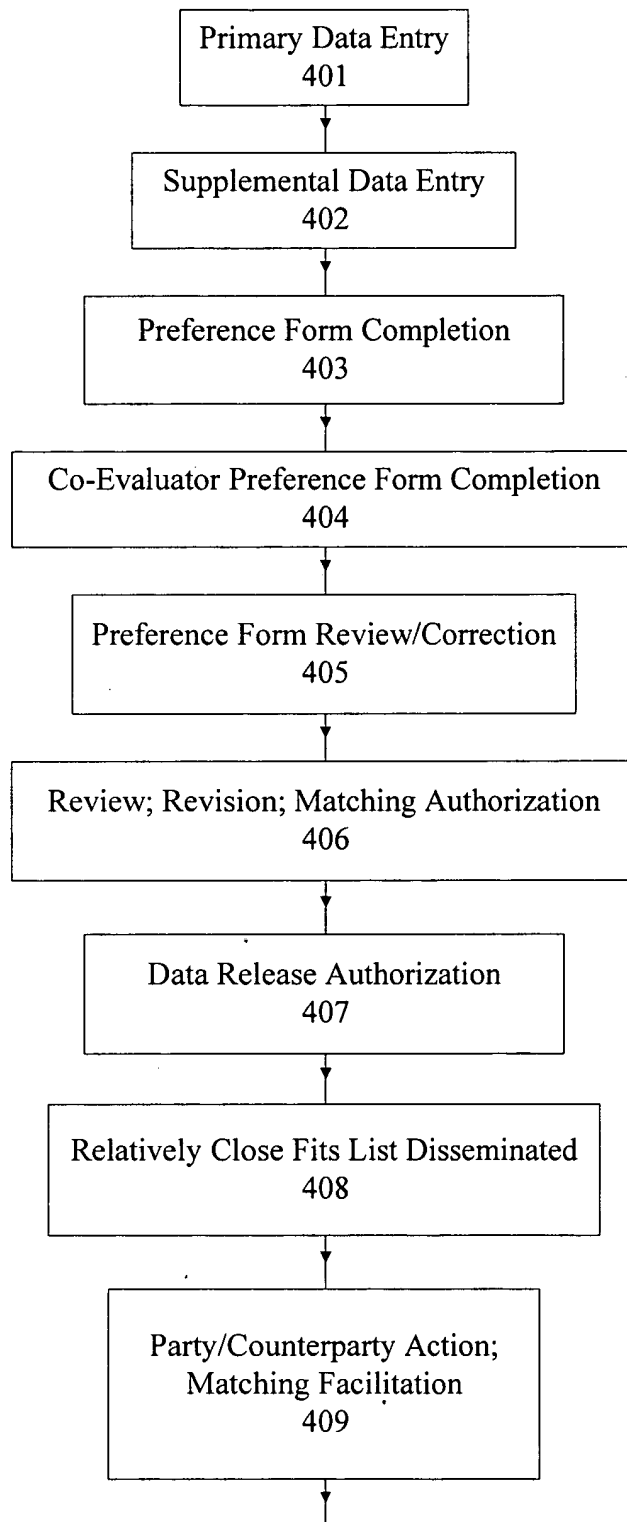 Primary Data Entry
401
Supplemental Data Entry
402
Preference Form Completion
403
Co-Evaluator Preference Form Completion
404
Preference Form Review/Correction
405
Review; Revision; Matching Authorization
406
Data Release Authorization
407
Relatively Close Fits List Disseminated
408
Party/Counterparty Action;
Matching Facilitation
409